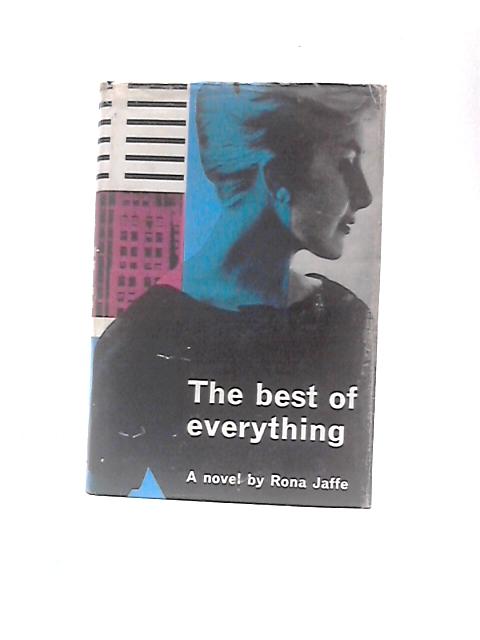 The best of
everything
A novel by Rona Jaffe